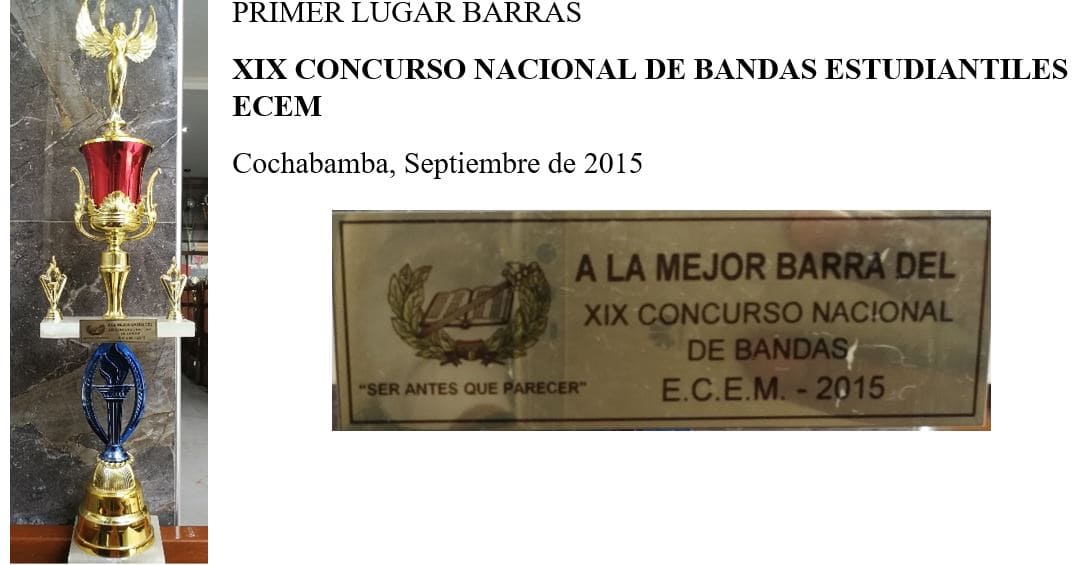 PRIMER LUGAR BARRAS
XIX CONCURSO NACIONAL DE BANDAS ESTUDIANTILES
ECEM
Cochabamba, Septiembre de 2015
A LA MEJOR BARRA DEL
XIX CONCURSO NACIONAL
DE BANDAS
E.C.E.M. - 2015
"SER ANTES QUE PARECER"